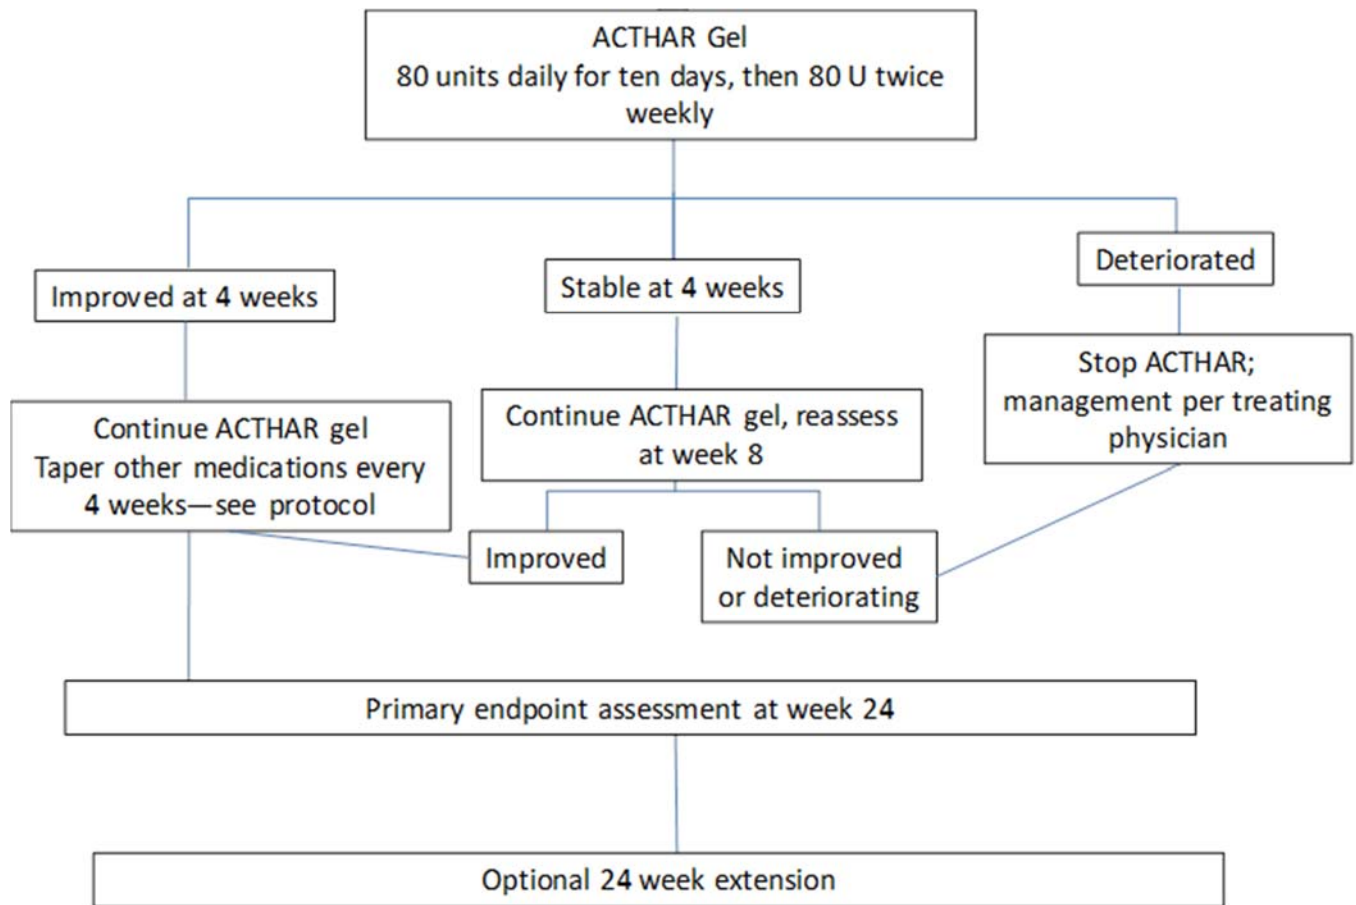 ACTHAR Gel
80 units daily for ten days, then 80 U twice
weekly
Improved at 4 weeks
Stable at 4 weeks
Deteriorated
Continue ACTHAR gel
Taper other medications every
4 weeks—see protocol
Continue ACTHAR gel, reassess
at week 8
Stop ACTHAR;
management per treating
physician
Improved
Not improved
or deteriorating
Primary endpoint assessment at week 24
Optional 24 week extension